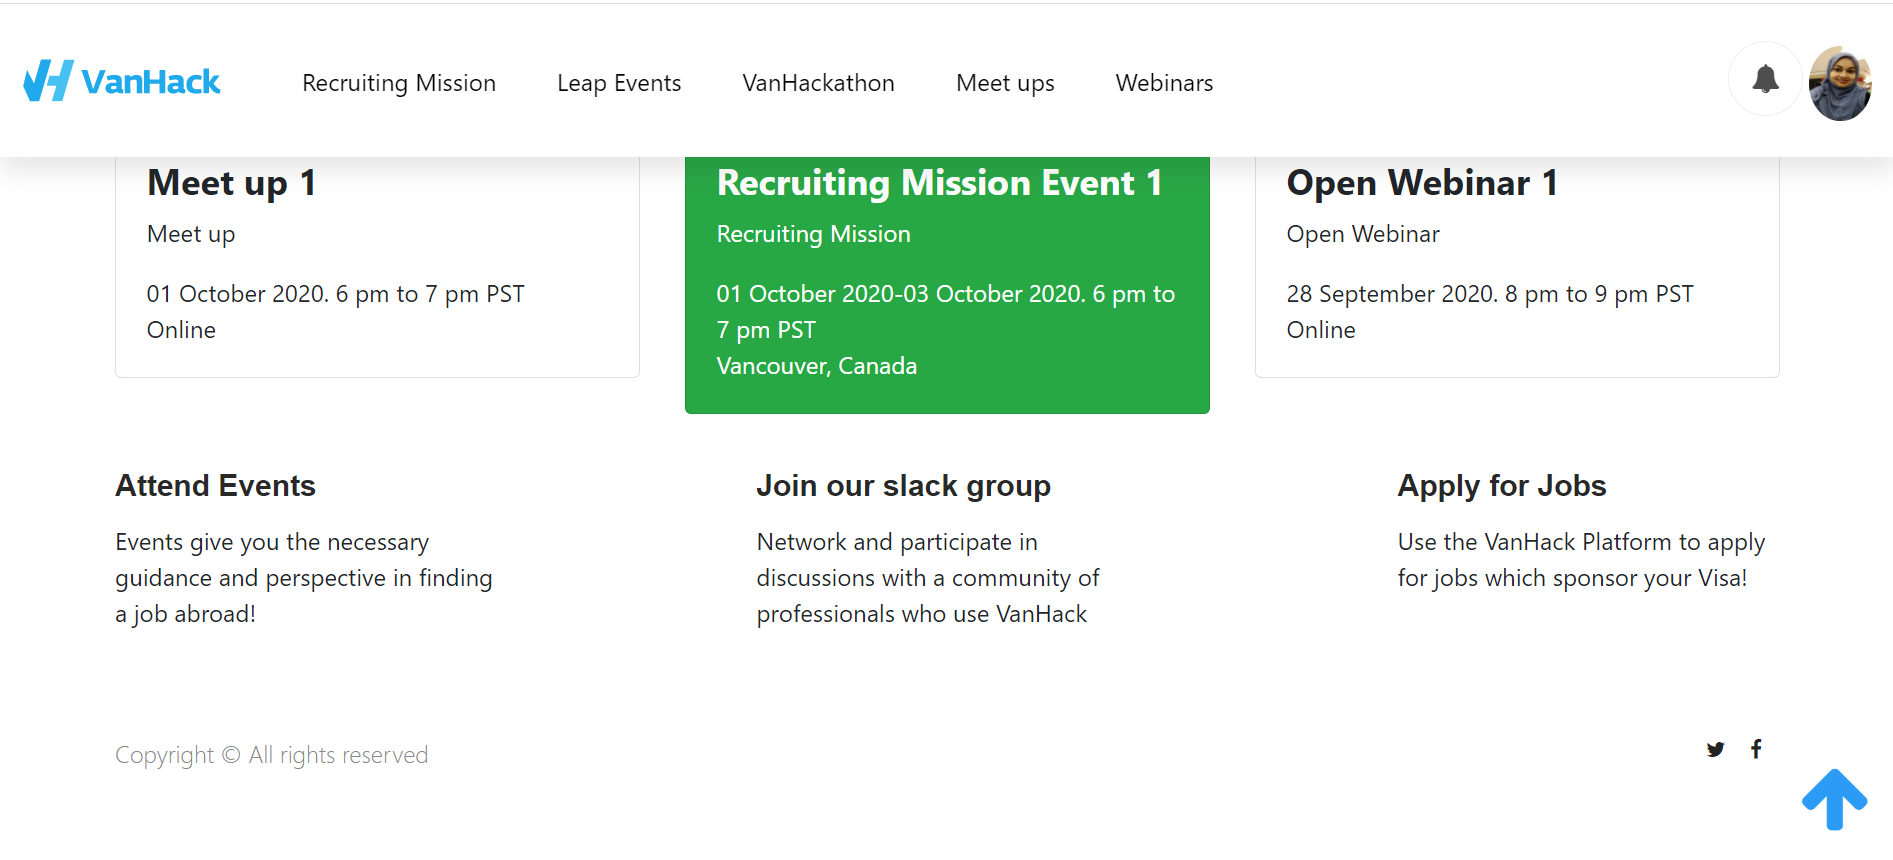 VanHack
Recruiting Mission
Leap Events
VanHackathon
Meet ups
Webinars
Meet up 1
Meet up
01 October 2020. 6 pm to 7 pm PST
Online
Recruiting Mission Event 1
Recruiting Mission
01 October 2020-03 October 2020. 6 pm to
7 pm PST
Vancouver, Canada
Open Webinar 1
Open Webinar
28 September 2020. 8 pm to 9 pm PST
Online
Attend Events
Events give you the necessary
guidance and perspective in finding
a job abroad!
Join our slack group
Network and participate in
discussions with a community of
professionals who use VanHack
Apply for Jobs
Use the VanHack Platform to apply
for jobs which sponsor your Visa!
Copyright © All rights reserved